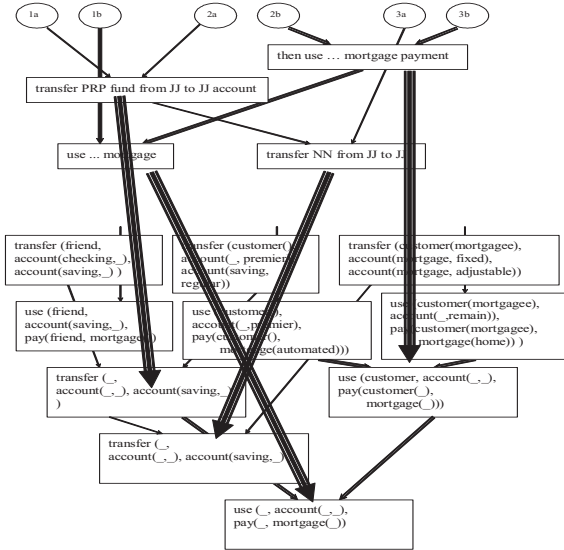 1a 1b 2a 2b 3a 3b
then use … mortgage payment
transfer PRP fund from JJ to JJ account
use ... mortgage
transfer NN from JJ to JJ
transfer (friend,
account(checking,_),
account(saving,_) )
transfer (customer()
account(_, premier
account(saving,
regular))
transfer (customer(mortgagee),
account(mortgage, fixed),
account(mortgage, adjustable))
use (friend,
account(saving,_),
pay(friend, mortgage( )
use (customer(),
account(_,premier),
pay(customer(),
mortgage(automated)))
use (customer(mortgagee),
account(_,remain)),
pay(customer(mortgagee),
mortgage(home)) )
transfer (_,
account(_,_), account(saving,_)
)
use (customer, account(_,_),
pay(customer(_),
mortgage(_)))
transfer (_,
account(_,_), account(saving,_)
use (_, account(_,_),
pay(_, mortgage(_))